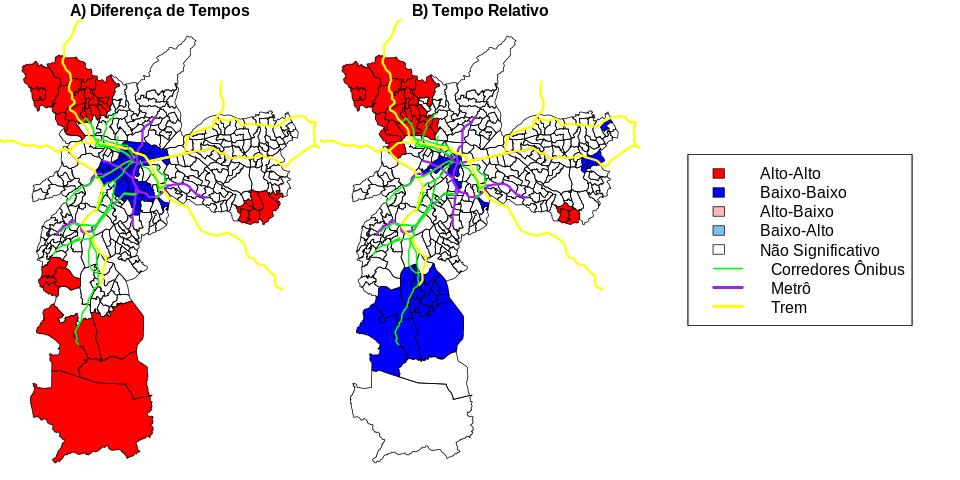 A) Diferença de Tempos
B) Tempo Relativo
Alto-Alto
Baixo-Baixo
Alto-Baixo
Baixo-Alto
Não Significativo
Corredores Ônibus
Metrô
Trem